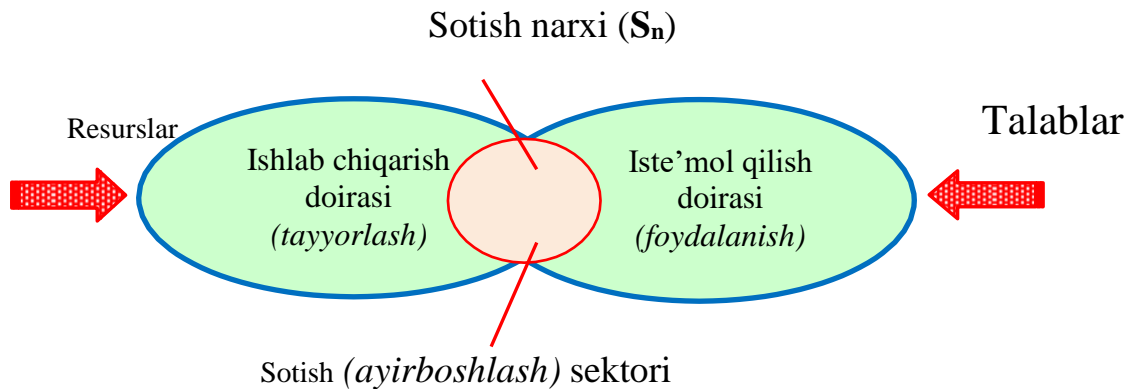 Sotish narxi (Sn)
Resurslar
Talablar
Ishlab chiqarish
doirasi
(tayyorlash)
Iste’mol qilish
doirasi
(foydalanish)
Sotish (ayirboshlash) sektori